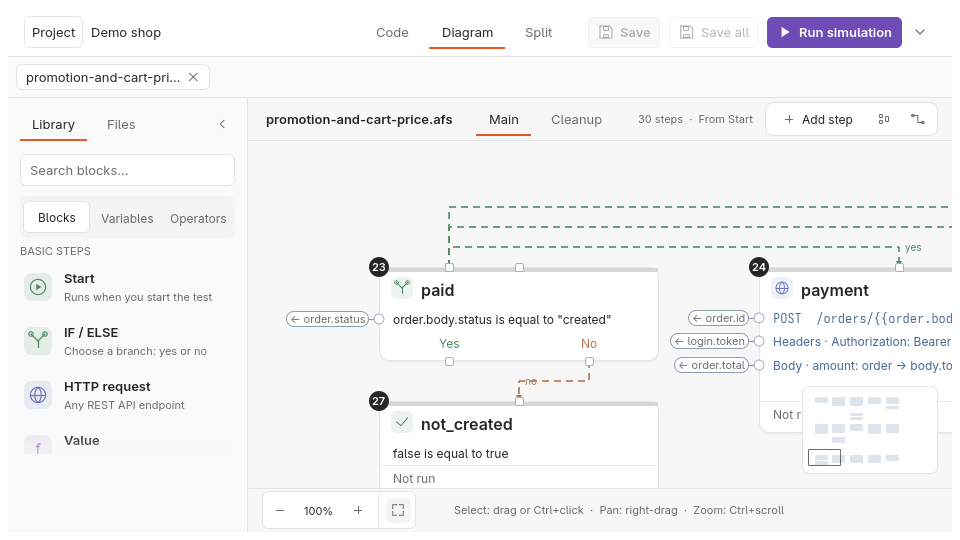 Project Demo shop
Code Diagram Split
Save Save all Run simulation
promotion-and-cart-pri...
Library Files
promotion-and-cart-price.afs
Main Cleanup
30 steps · From Start
Add step
Search blocks...
Blocks Variables Operators
BASIC STEPS
Start
Runs when you start the test
IF / ELSE
Choose a branch: yes or no
HTTP request
Any REST API endpoint
f
Value
yes
23
paid
← order.status
order.body.status is equal to "created"
Yes No
no
27
not_created
false is equal to true
Not run
24
payment
← order.id
POST /orders/{{order.bod
← login.token
Headers · Authorization: Bearer
← order.total
Body · amount: order → body.to
Not r
100%
Select: drag or Ctrl+click · Pan: right-drag · Zoom: Ctrl+scroll